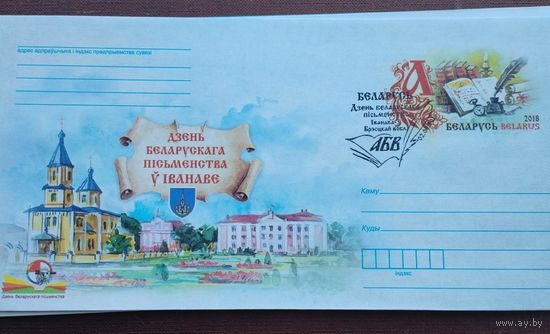 адрас адпраўшчыка і індэкс прадпрыемства сувязі
ДЗЕНЬ
БЕЛАРУСКАГА
ПІСЬМЕНСТВА
Ў ІВАНАВЕ
Дзень беларускага пісьменства
БЕЛАРУСЬ
ДЗЕНЬ БЕЛАРУСКАГА
ПІСЬМЕНСТВА
ІВАНАВА
БРЭСЦКАЙ ВОБЛ.
АБВ
А
2018
БЕЛАРУСЬ BELARUS
Каму
Куды
індэкс
www.ay.by